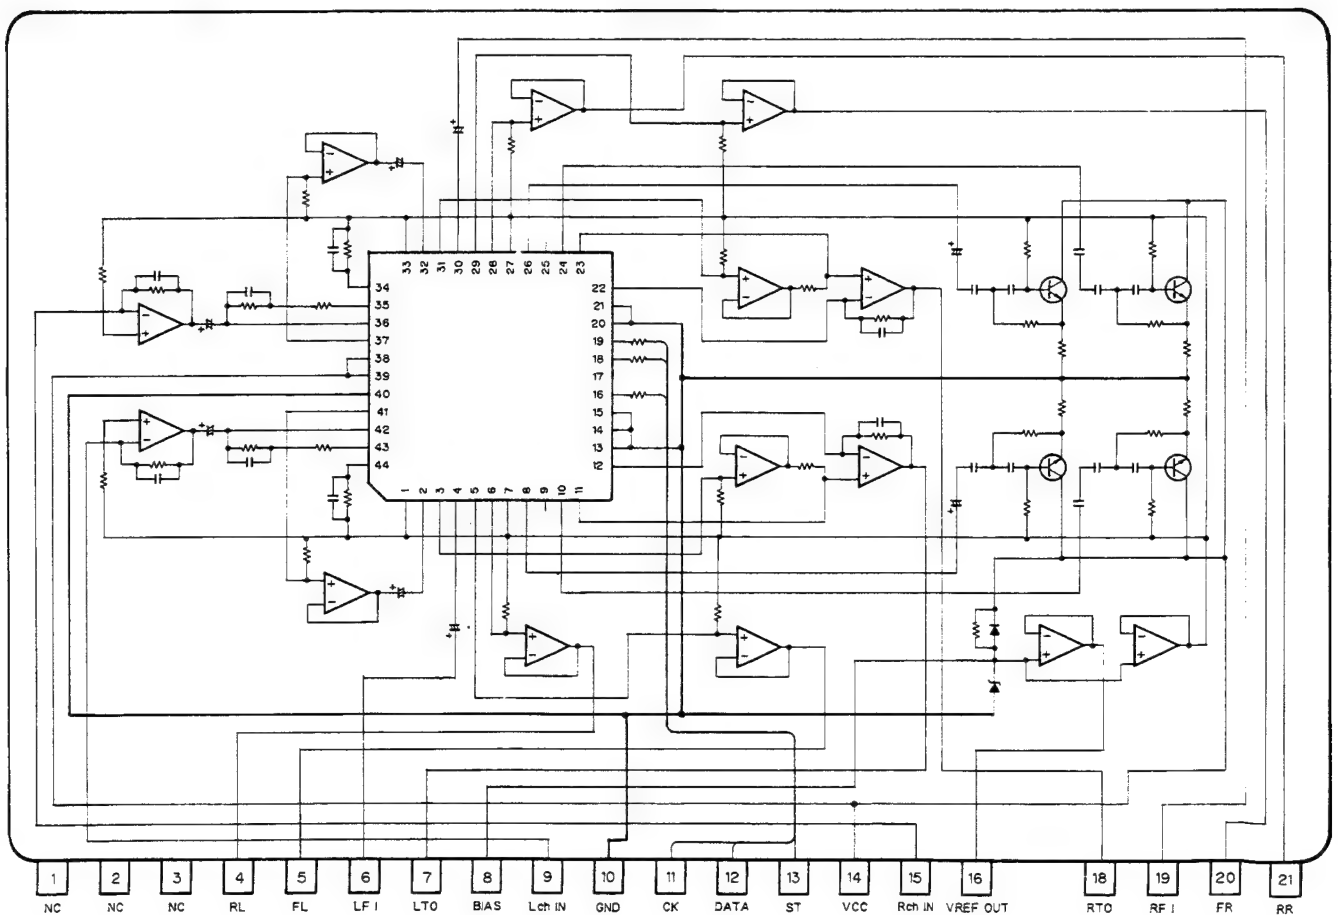 33 32 31 30 29 28 27 26 25 24 23
34 22
35 21
36 20
37 19
38 18
39 17
40 16
41 15
42 14
43 13
44 12
1 2 3 4 5 6 7 8 9 10 11
1 2 3 4 5 6 7 8 9 10 11 12 13 14 15 16 18 19 20 21
NC NC NC RL FL LF I LTO BIAS Lch IN GND CK DATA ST VCC Rch IN VREF OUT RTO RF I FR RR